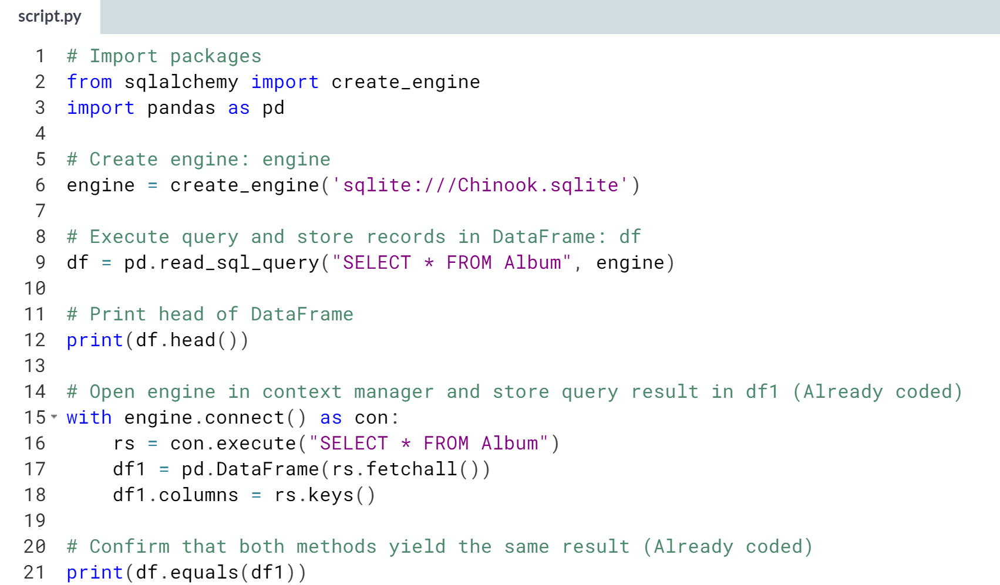 script.py
1 # Import packages
2 from sqlalchemy import create_engine
3 import pandas as pd
4
5 # Create engine: engine
6 engine = create_engine('sqlite:///Chinook.sqlite')
7
8 # Execute query and store records in DataFrame: df
9 df = pd.read_sql_query("SELECT * FROM Album", engine)
10
11 # Print head of DataFrame
12 print(df.head())
13
14 # Open engine in context manager and store query result in df1 (Already coded)
15 with engine.connect() as con:
16     rs = con.execute("SELECT * FROM Album")
17     df1 = pd.DataFrame(rs.fetchall())
18     df1.columns = rs.keys()
19
20 # Confirm that both methods yield the same result (Already coded)
21 print(df.equals(df1))